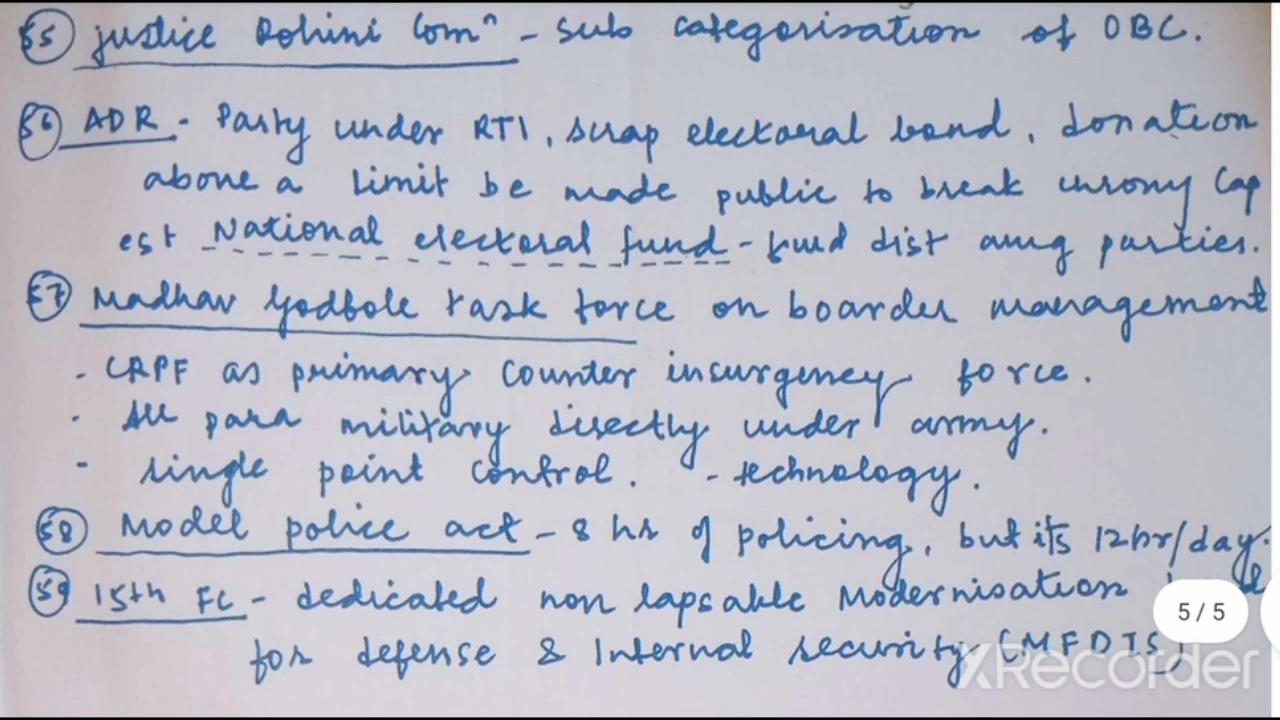 55 Justice Rohini Comⁿ - sub categorisation of OBC.
56 ADR - Party under RTI, scrap electoral bond, donation
above a limit be made public to break chrony Cap
est National electoral fund - fund dist amg parties.
57 Madhav Godbole task force on boarder management
- CRPF as primary counter insurgency force.
- All para military directly under army.
- single point control. - technology.
58 Model police act - 8 hs of policing, but its 12hr/day.
59 15th FC - dedicated non lapsable Modernisation
5 / 5
for defense & Internal security (MFDIS)
XRecorder